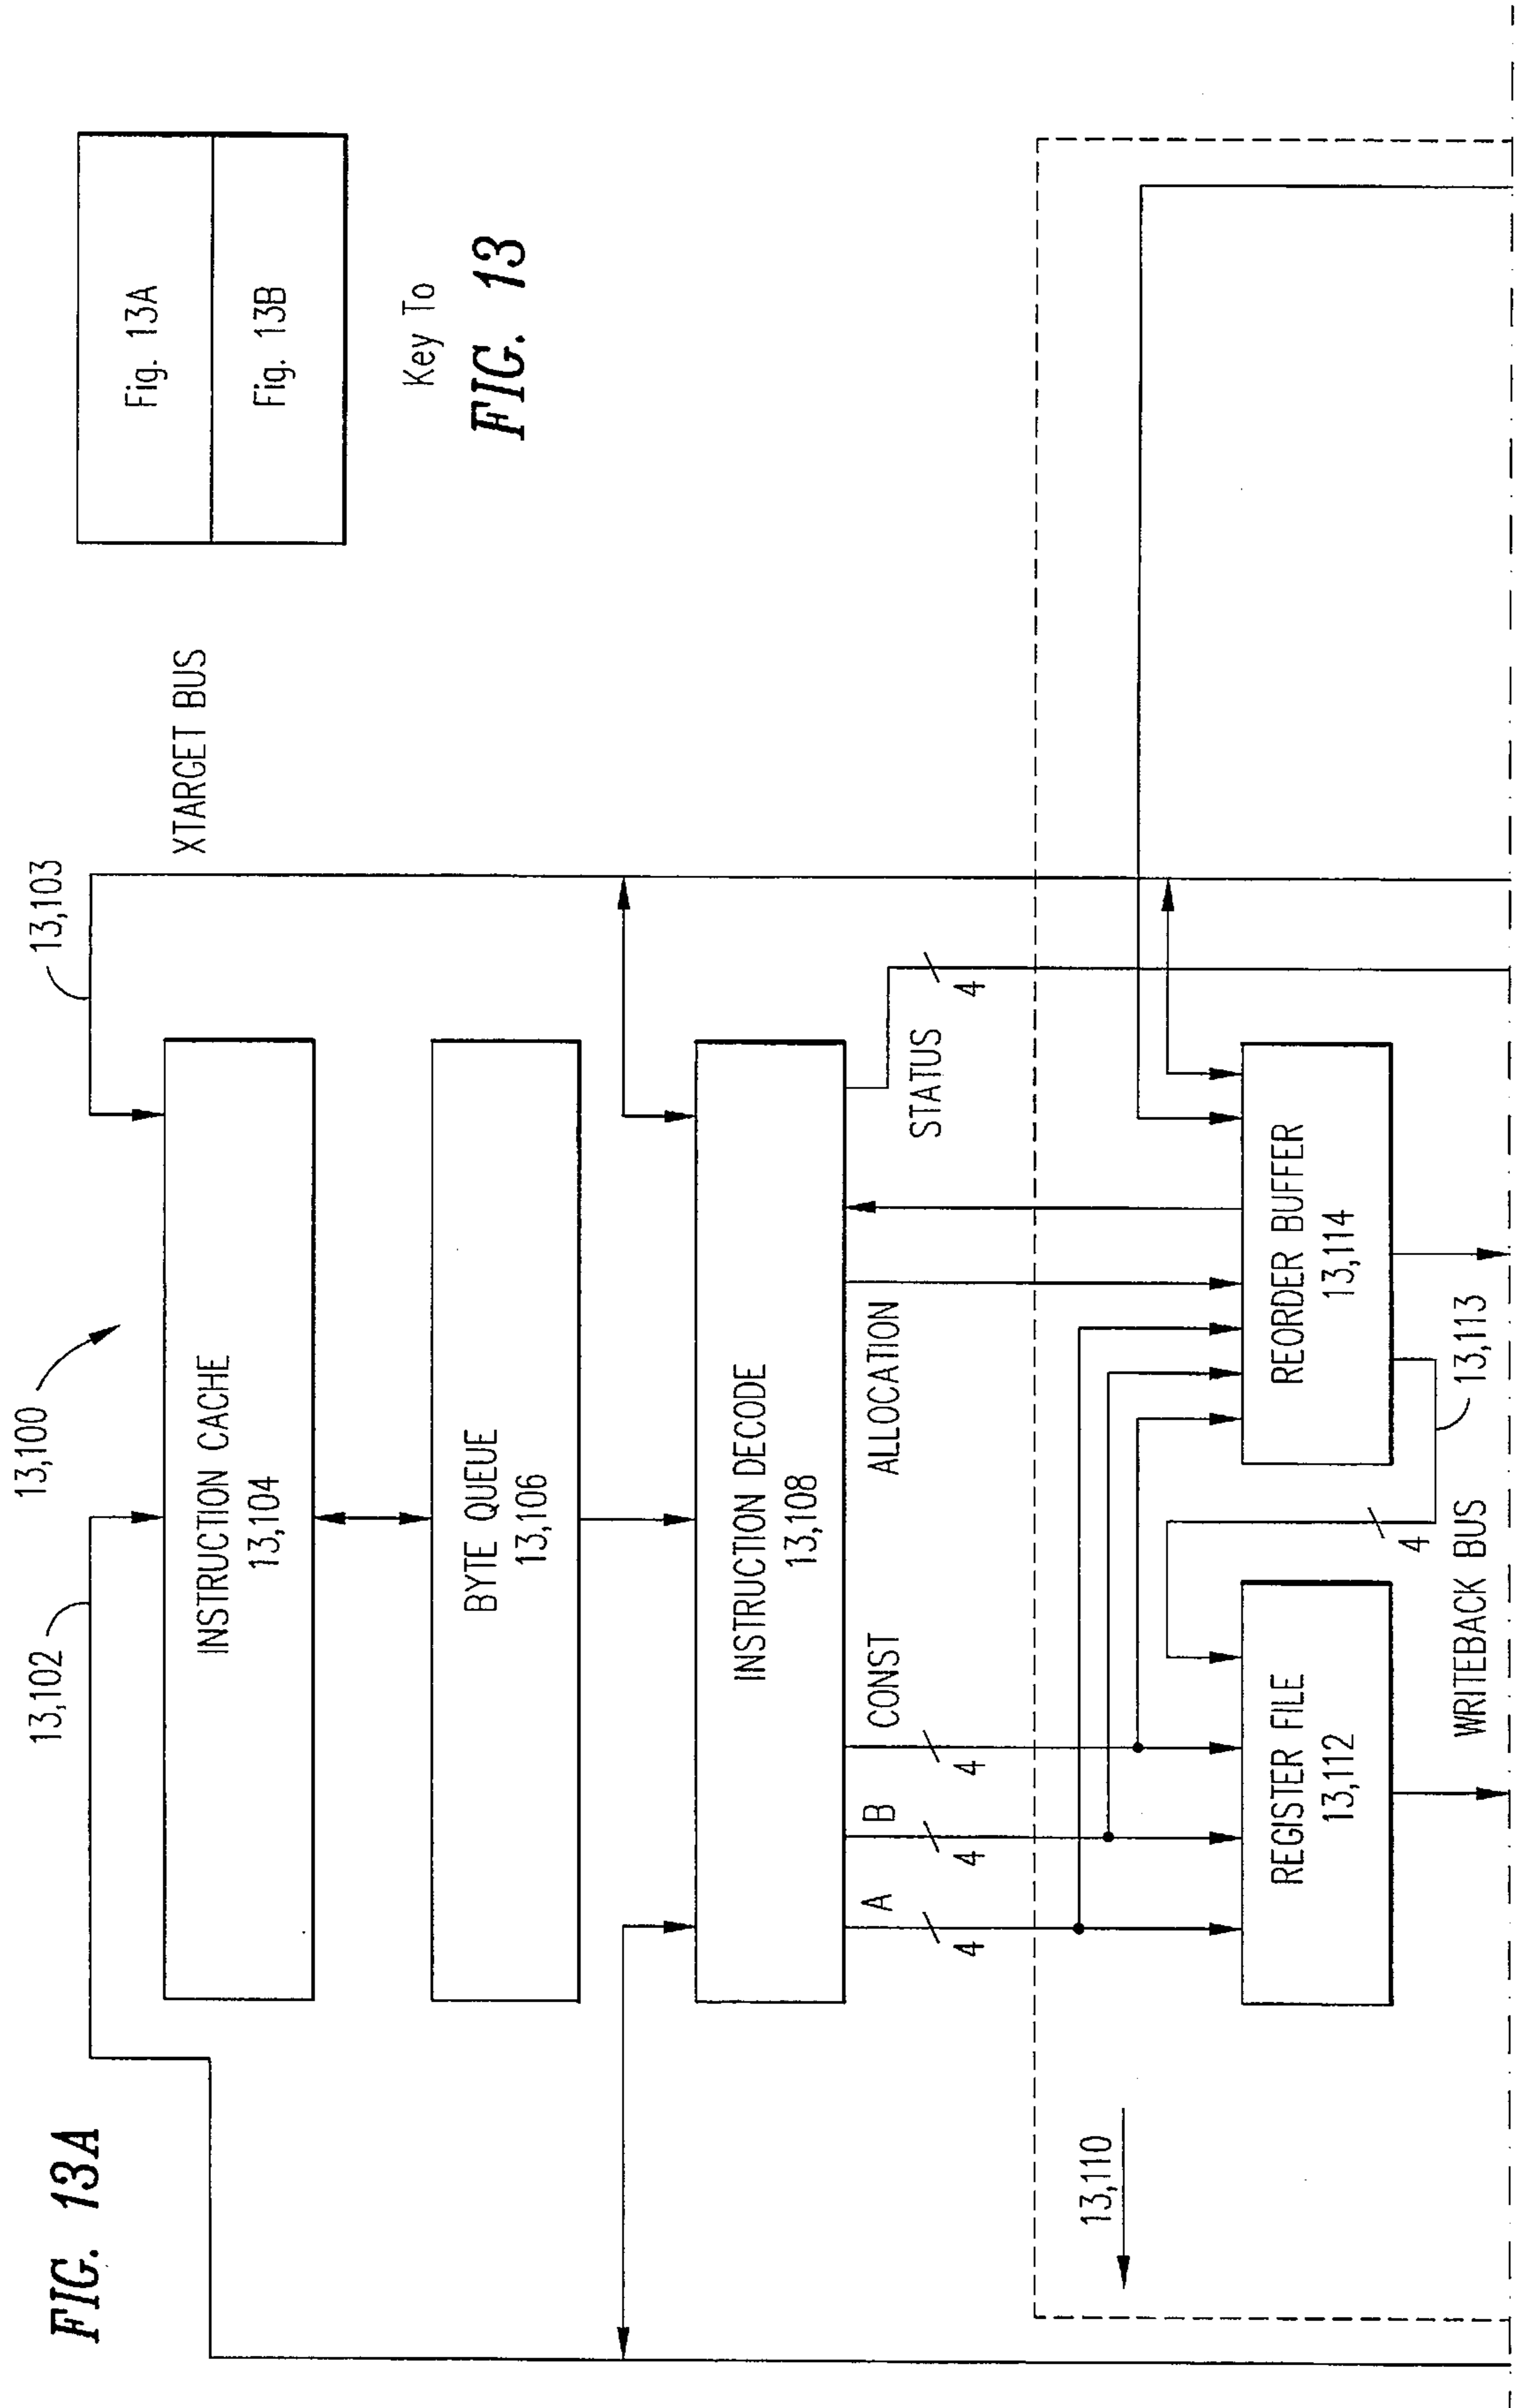 FIG. 13A
13,102
13,100
13,103
XTARGET BUS
Fig. 13A
Fig. 13B
Key To
FIG. 13
INSTRUCTION CACHE
13,104
BYTE QUEUE
13,106
INSTRUCTION DECODE
13,108
A
B
CONST
ALLOCATION
STATUS
4
4
4
4
13,110
REGISTER FILE
13,112
REORDER BUFFER
13,114
4
13,113
WRITEBACK BUS